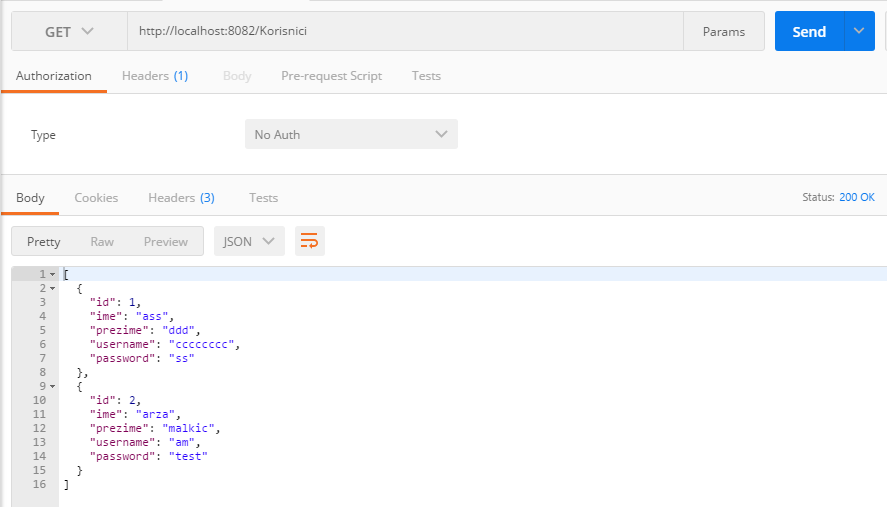 GET http://localhost:8082/Korisnici Params Send
Authorization Headers (1) Body Pre-request Script Tests
Type No Auth
Body Cookies Headers (3) Tests Status: 200 OK
Pretty Raw Preview JSON
1 [
2 {
3 "id": 1,
4 "ime": "ass",
5 "prezime": "ddd",
6 "username": "cccccccc",
7 "password": "ss"
8 },
9 {
10 "id": 2,
11 "ime": "arza",
12 "prezime": "malkic",
13 "username": "am",
14 "password": "test"
15 }
16 ]